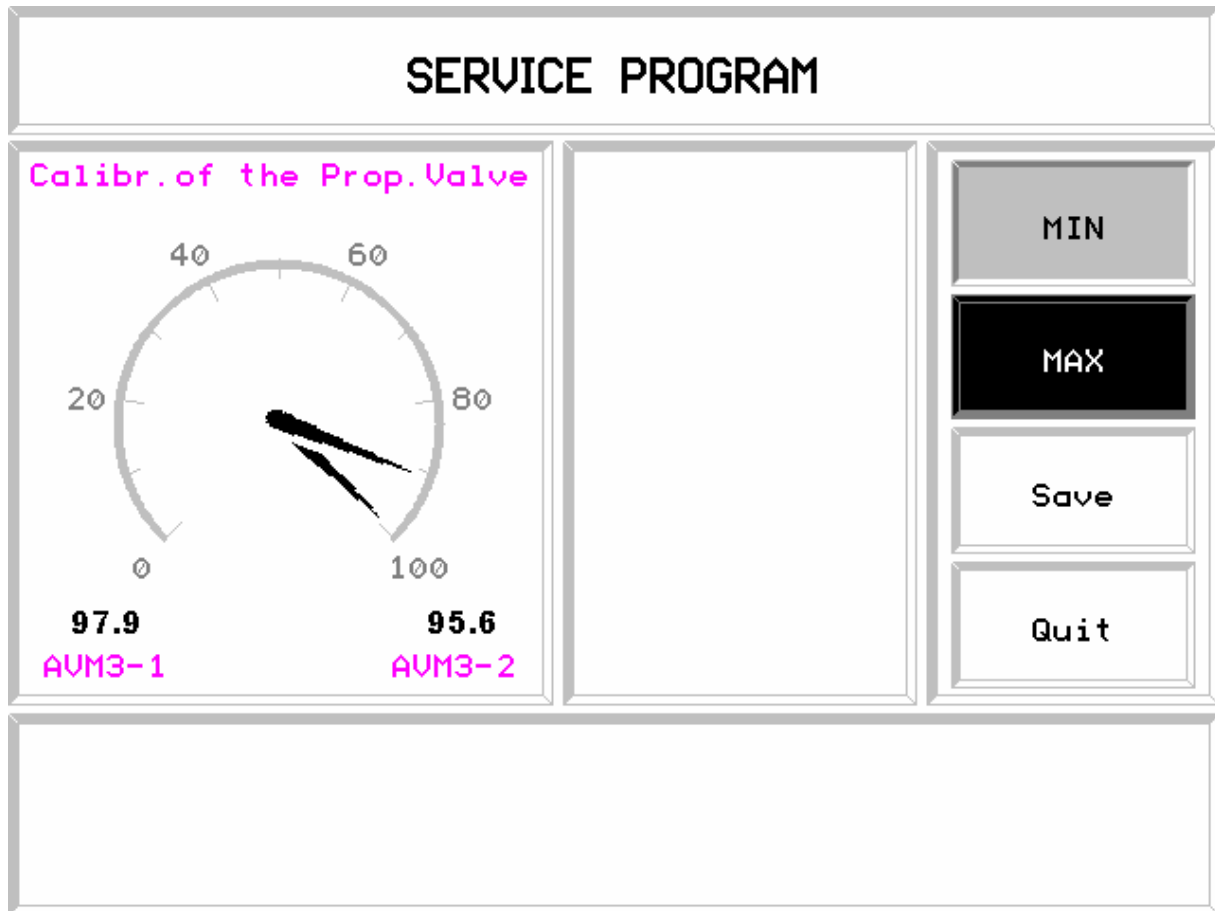 SERVICE PROGRAM
Calibr.of the Prop.Valve
40 60
20 80
0 100
97.9 95.6
AVM3-1 AVM3-2
MIN
MAX
Save
Quit